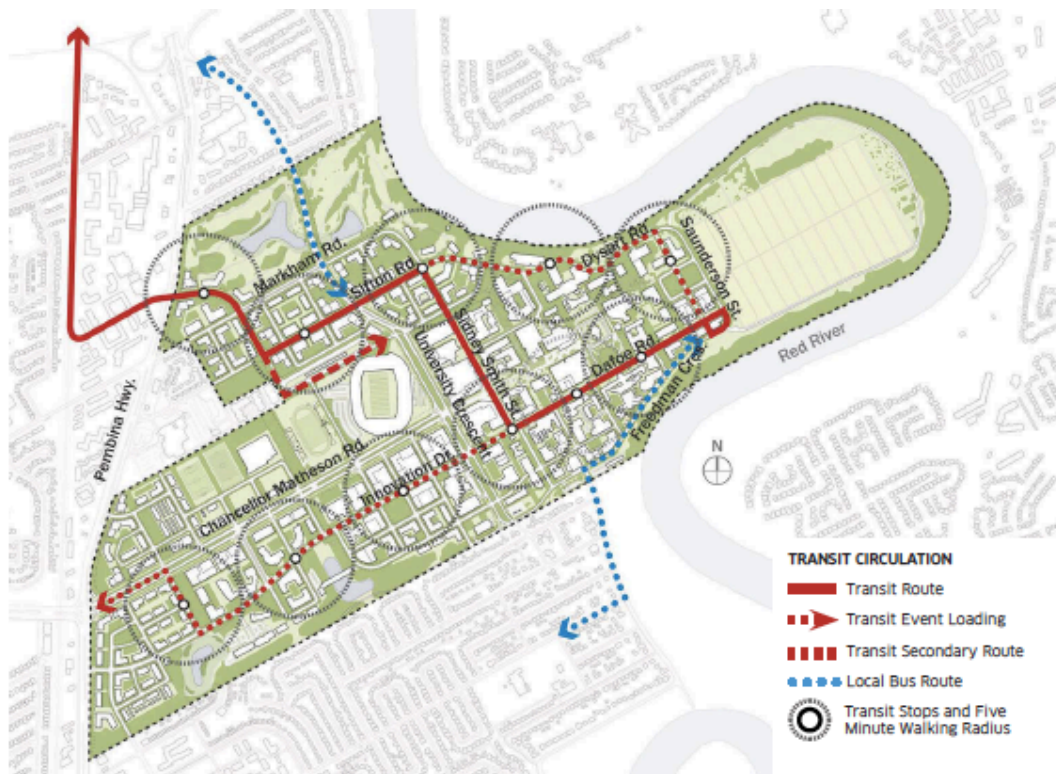 Markham Rd.
Sifton Rd.
Dysart Rd.
Saunderson St.
Sidney Smith St.
University Crescent
Dafoe Rd.
Freedman Cres.
Red River
Pembina Hwy.
Chancellor Matheson Rd.
Innovation Dr.
N
TRANSIT CIRCULATION
Transit Route
Transit Event Loading
Transit Secondary Route
Local Bus Route
Transit Stops and Five
Minute Walking Radius